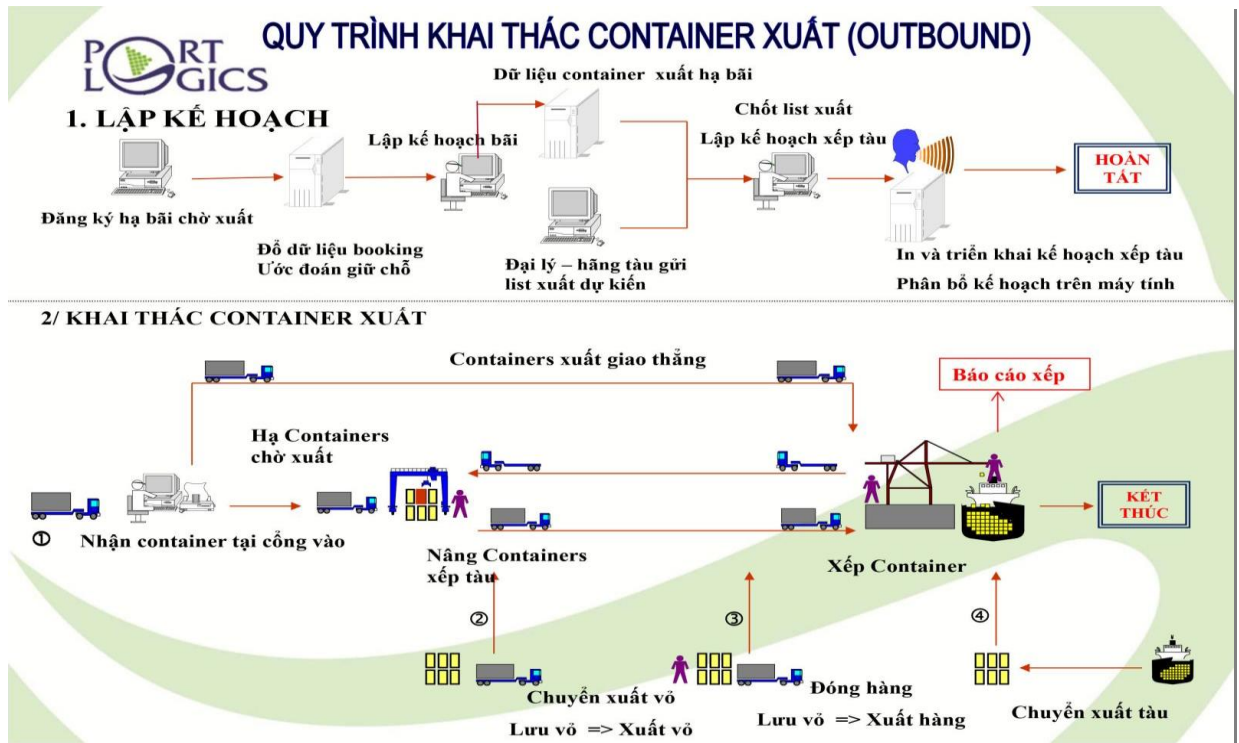 PORT
LOGICS
QUY TRÌNH KHAI THÁC CONTAINER XUẤT (OUTBOUND)
1. LẬP KẾ HOẠCH
Dữ liệu container xuất hạ bãi
Lập kế hoạch bãi
Chốt list xuất
Lập kế hoạch xếp tàu
HOÀN
TẤT
Đăng ký hạ bãi chờ xuất
Đổ dữ liệu booking
Ước đoán giữ chỗ
Đại lý – hãng tàu gửi
list xuất dự kiến
In và triển khai kế hoạch xếp tàu
Phân bổ kế hoạch trên máy tính
2/ KHAI THÁC CONTAINER XUẤT
Containers xuất giao thẳng
Báo cáo xếp
Hạ Containers
chờ xuất
① Nhận container tại cổng vào
Nâng Containers
xếp tàu
Xếp Container
KẾT
THÚC
②
③
④
Chuyển xuất vỏ
Lưu vỏ => Xuất vỏ
Đóng hàng
Lưu vỏ => Xuất hàng
Chuyển xuất tàu